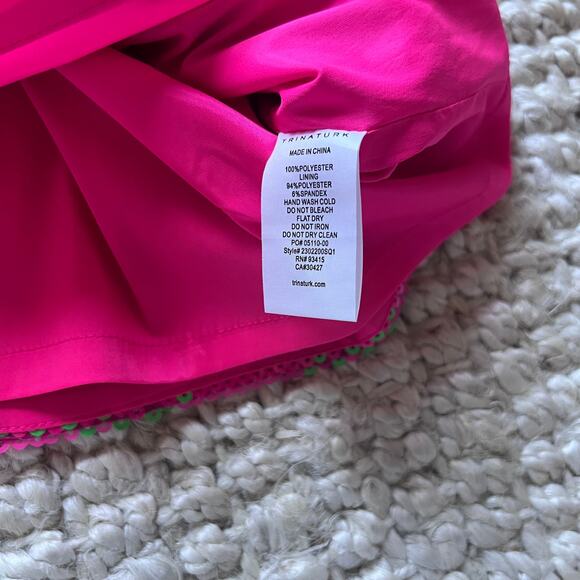 TRINATURK
MADE IN CHINA
100%POLYESTER
LINING
94%POLYESTER
6%SPANDEX
HAND WASH COLD
DO NOT BLEACH
FLAT DRY
DO NOT IRON
DO NOT DRY CLEAN
PO# 05110-00
Style# 2302200SQ1
RN# 93415
CA#30427
trinaturk.com